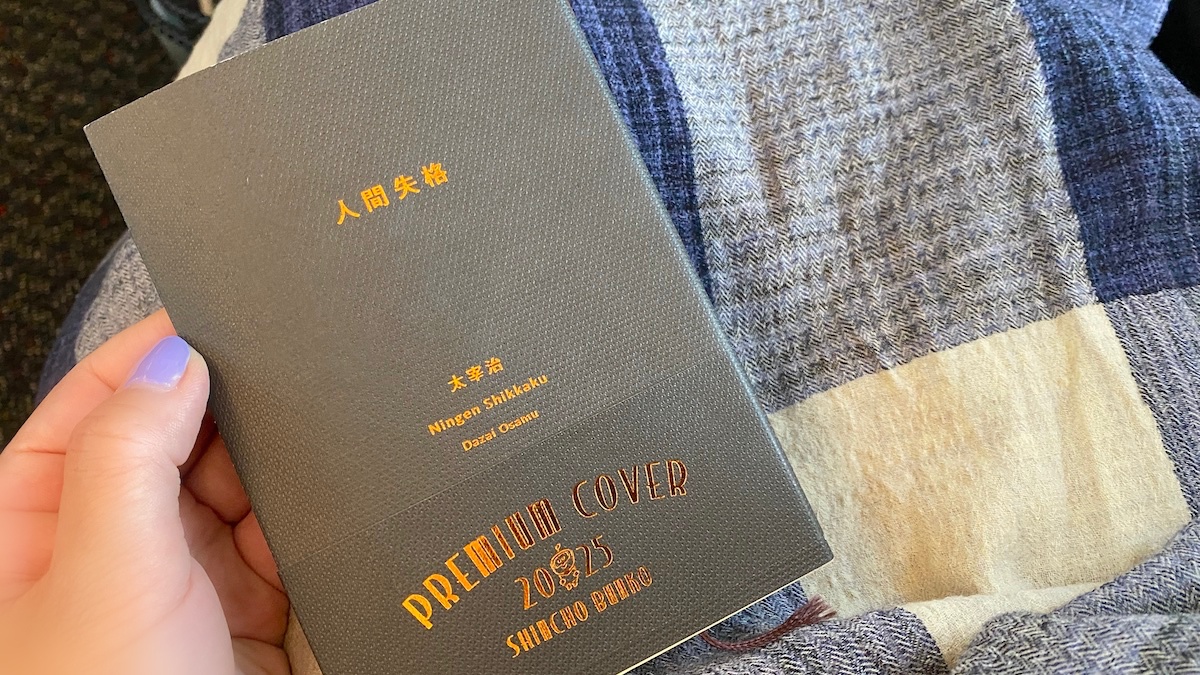 人間失格
太宰治
Ningen Shikkaku
Dazai Osamu
PREMIUM COVER
2025
SHINCHO BUNKO